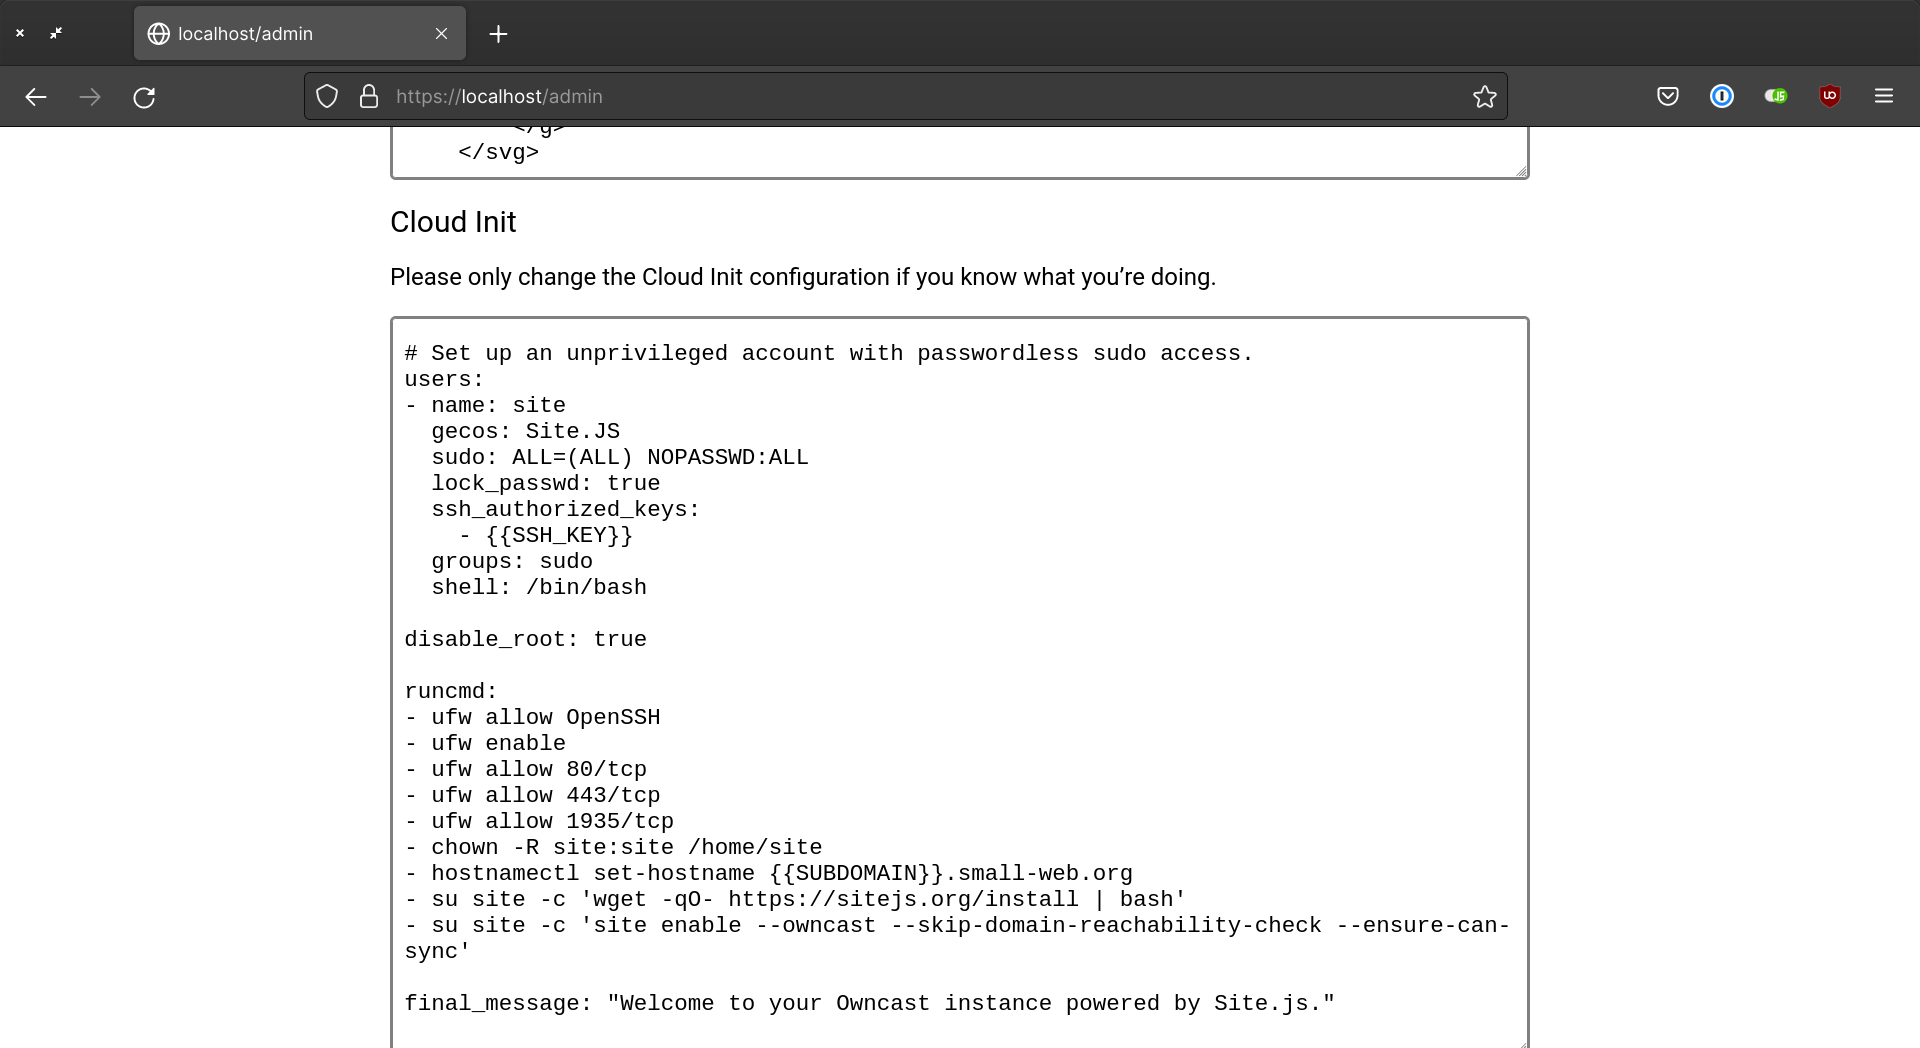 localhost/admin
https://localhost/admin
</g>
</svg>
Cloud Init
Please only change the Cloud Init configuration if you know what you’re doing.
# Set up an unprivileged account with passwordless sudo access.
users:
- name: site
  gecos: Site.JS
  sudo: ALL=(ALL) NOPASSWD:ALL
  lock_passwd: true
  ssh_authorized_keys:
    - {{SSH_KEY}}
  groups: sudo
  shell: /bin/bash
disable_root: true
runcmd:
- ufw allow OpenSSH
- ufw enable
- ufw allow 80/tcp
- ufw allow 443/tcp
- ufw allow 1935/tcp
- chown -R site:site /home/site
- hostnamectl set-hostname {{SUBDOMAIN}}.small-web.org
- su site -c 'wget -qO- https://sitejs.org/install | bash'
- su site -c 'site enable --owncast --skip-domain-reachability-check --ensure-can-
sync'
final_message: "Welcome to your Owncast instance powered by Site.js."